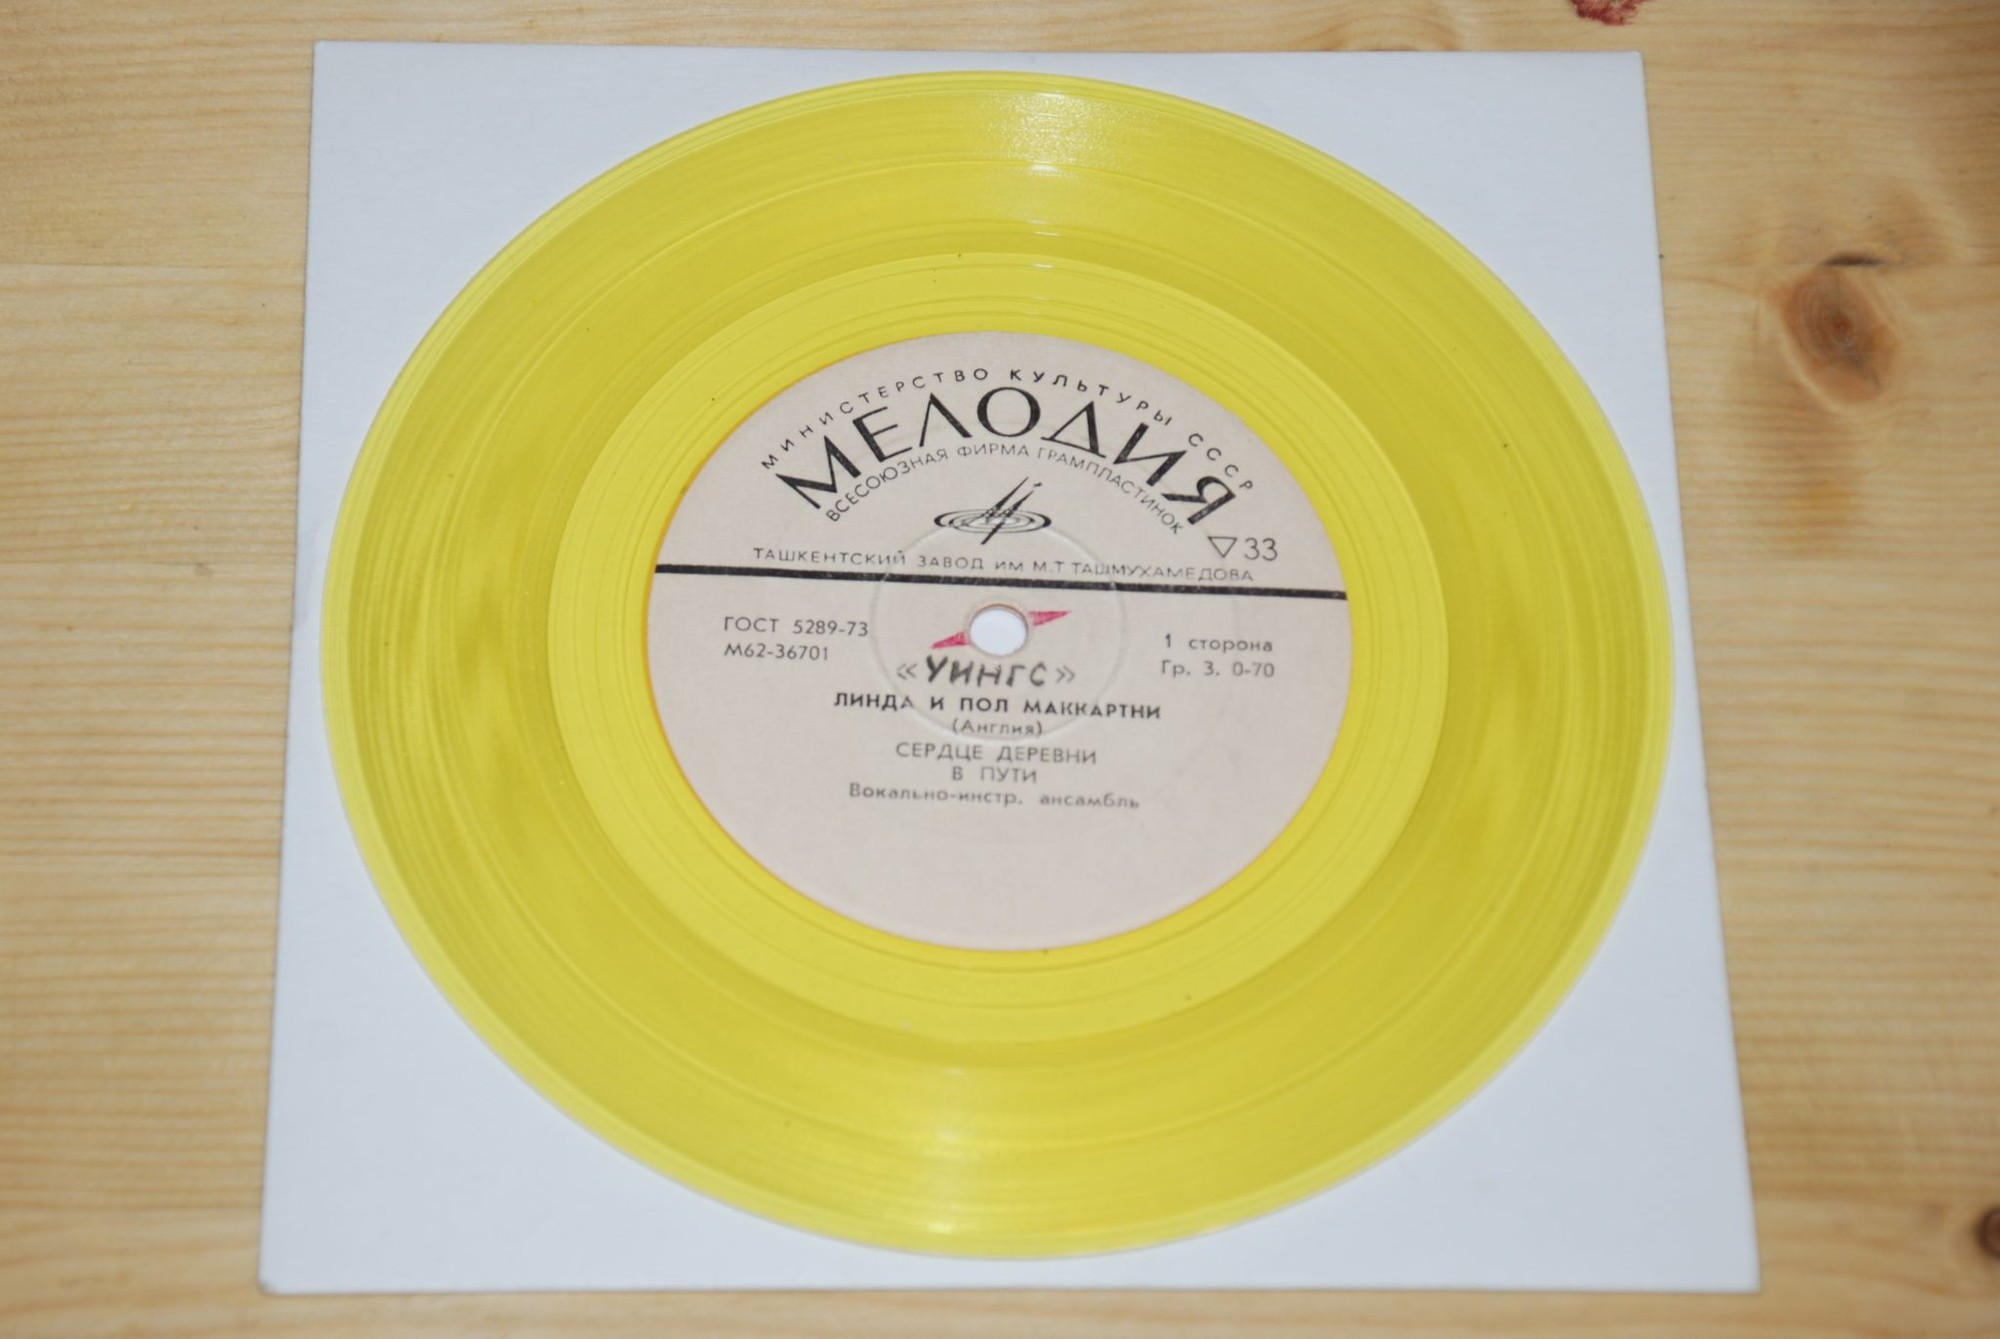 МИНИСТЕРСТВО КУЛЬТУРЫ СССР
МЕЛОДИЯ
ВСЕСОЮЗНАЯ ФИРМА ГРАМПЛАСТИНОК
33
ТАШКЕНТСКИЙ ЗАВОД ИМ М.Т ТАШМУХАМЕДОВА
ГОСТ 5289-73
М62-36701
1 сторона
Гр. 3. 0-70
«УИНГС»
ЛИНДА И ПОЛ МАККАРТНИ
(Англия)
СЕРДЦЕ ДЕРЕВНИ
В ПУТИ
Вокально-инстр. ансамбль